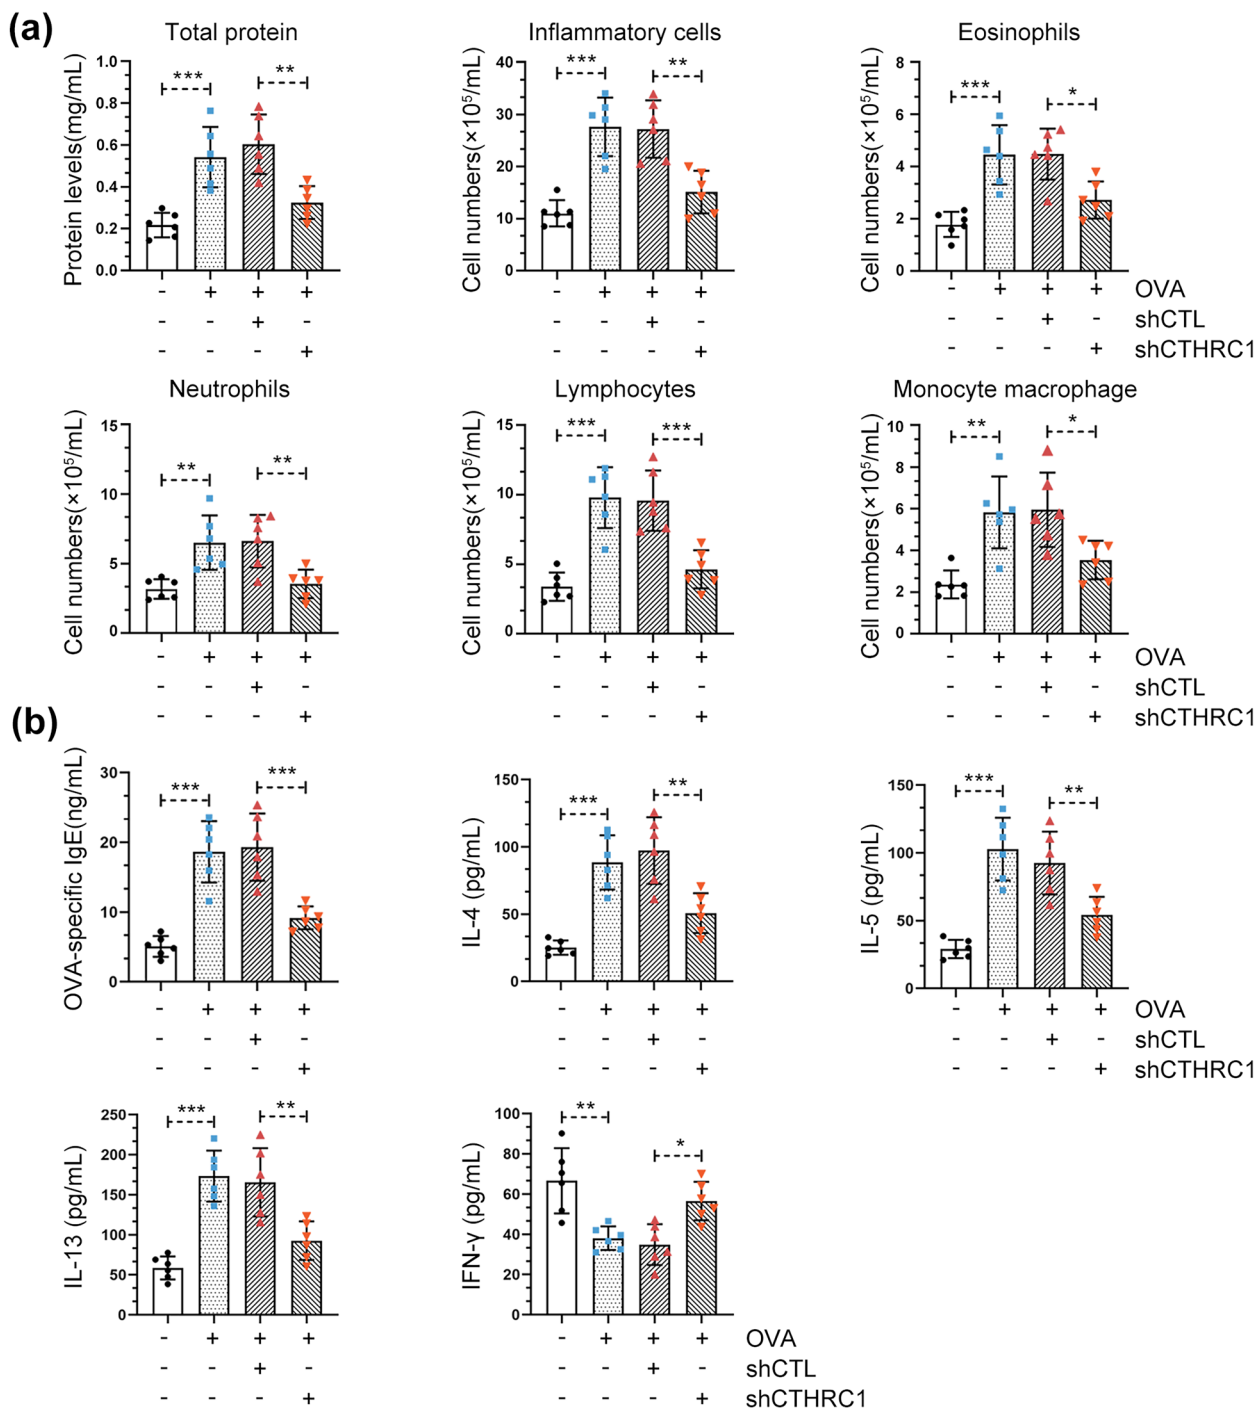 (a)
Total protein
Protein levels(mg/mL)
1.0
0.8
0.6
0.4
0.2
0.0
*** **
- + + +
- - + -
- - - +
Inflammatory cells
Cell numbers(×10⁵/mL)
40
30
20
10
0
*** **
- + + +
- - + -
- - - +
Eosinophils
Cell numbers(×10⁵/mL)
8
6
4
2
0
*** *
- + + + OVA
- - + - shCTL
- - - + shCTHRC1
Neutrophils
Cell numbers(×10⁵/mL)
15
10
5
0
** **
- + + +
- - + -
- - - +
Lymphocytes
Cell numbers(×10⁵/mL)
15
10
5
0
*** ***
- + + +
- - + -
- - - +
Monocyte macrophage
Cell numbers(×10⁵/mL)
10
8
6
4
2
0
** *
- + + + OVA
- - + - shCTL
- - - + shCTHRC1
(b)
OVA-specific IgE(ng/mL)
30
20
10
0
*** ***
- + + +
- - + -
- - - +
IL-4 (pg/mL)
150
100
50
0
*** **
- + + +
- - + -
- - - +
IL-5 (pg/mL)
150
100
50
0
*** **
- + + + OVA
- - + - shCTL
- - - + shCTHRC1
IL-13 (pg/mL)
250
200
150
100
50
0
*** **
- + + +
- - + -
- - - +
IFN-γ (pg/mL)
100
80
60
40
20
0
** *
- + + + OVA
- - + - shCTL
- - - + shCTHRC1